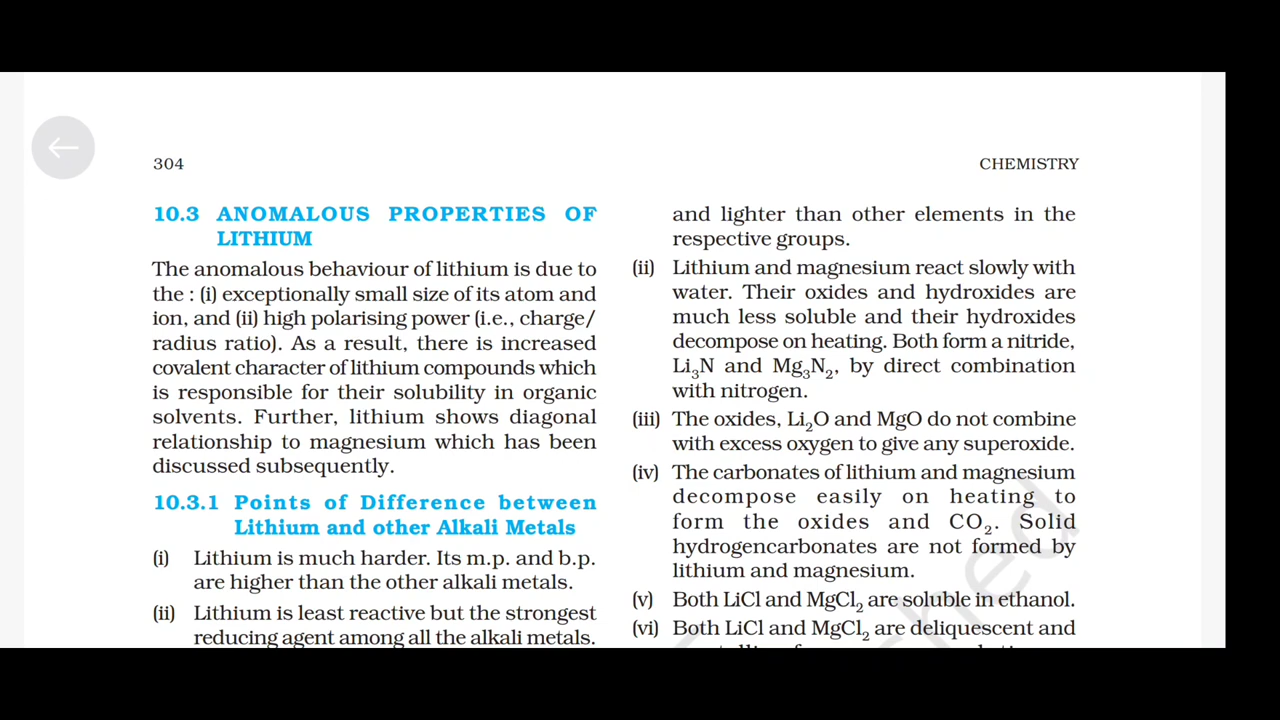 304
CHEMISTRY
10.3 ANOMALOUS PROPERTIES OF
LITHIUM
The anomalous behaviour of lithium is due to
the : (i) exceptionally small size of its atom and
ion, and (ii) high polarising power (i.e., charge/
radius ratio). As a result, there is increased
covalent character of lithium compounds which
is responsible for their solubility in organic
solvents. Further, lithium shows diagonal
relationship to magnesium which has been
discussed subsequently.
10.3.1 Points of Difference between
Lithium and other Alkali Metals
(i) Lithium is much harder. Its m.p. and b.p.
are higher than the other alkali metals.
(ii) Lithium is least reactive but the strongest
reducing agent among all the alkali metals.
and lighter than other elements in the
respective groups.
(ii) Lithium and magnesium react slowly with
water. Their oxides and hydroxides are
much less soluble and their hydroxides
decompose on heating. Both form a nitride,
Li₃N and Mg₃N₂, by direct combination
with nitrogen.
(iii) The oxides, Li₂O and MgO do not combine
with excess oxygen to give any superoxide.
(iv) The carbonates of lithium and magnesium
decompose easily on heating to
form the oxides and CO₂. Solid
hydrogencarbonates are not formed by
lithium and magnesium.
(v) Both LiCl and MgCl₂ are soluble in ethanol.
(vi) Both LiCl and MgCl₂ are deliquescent and